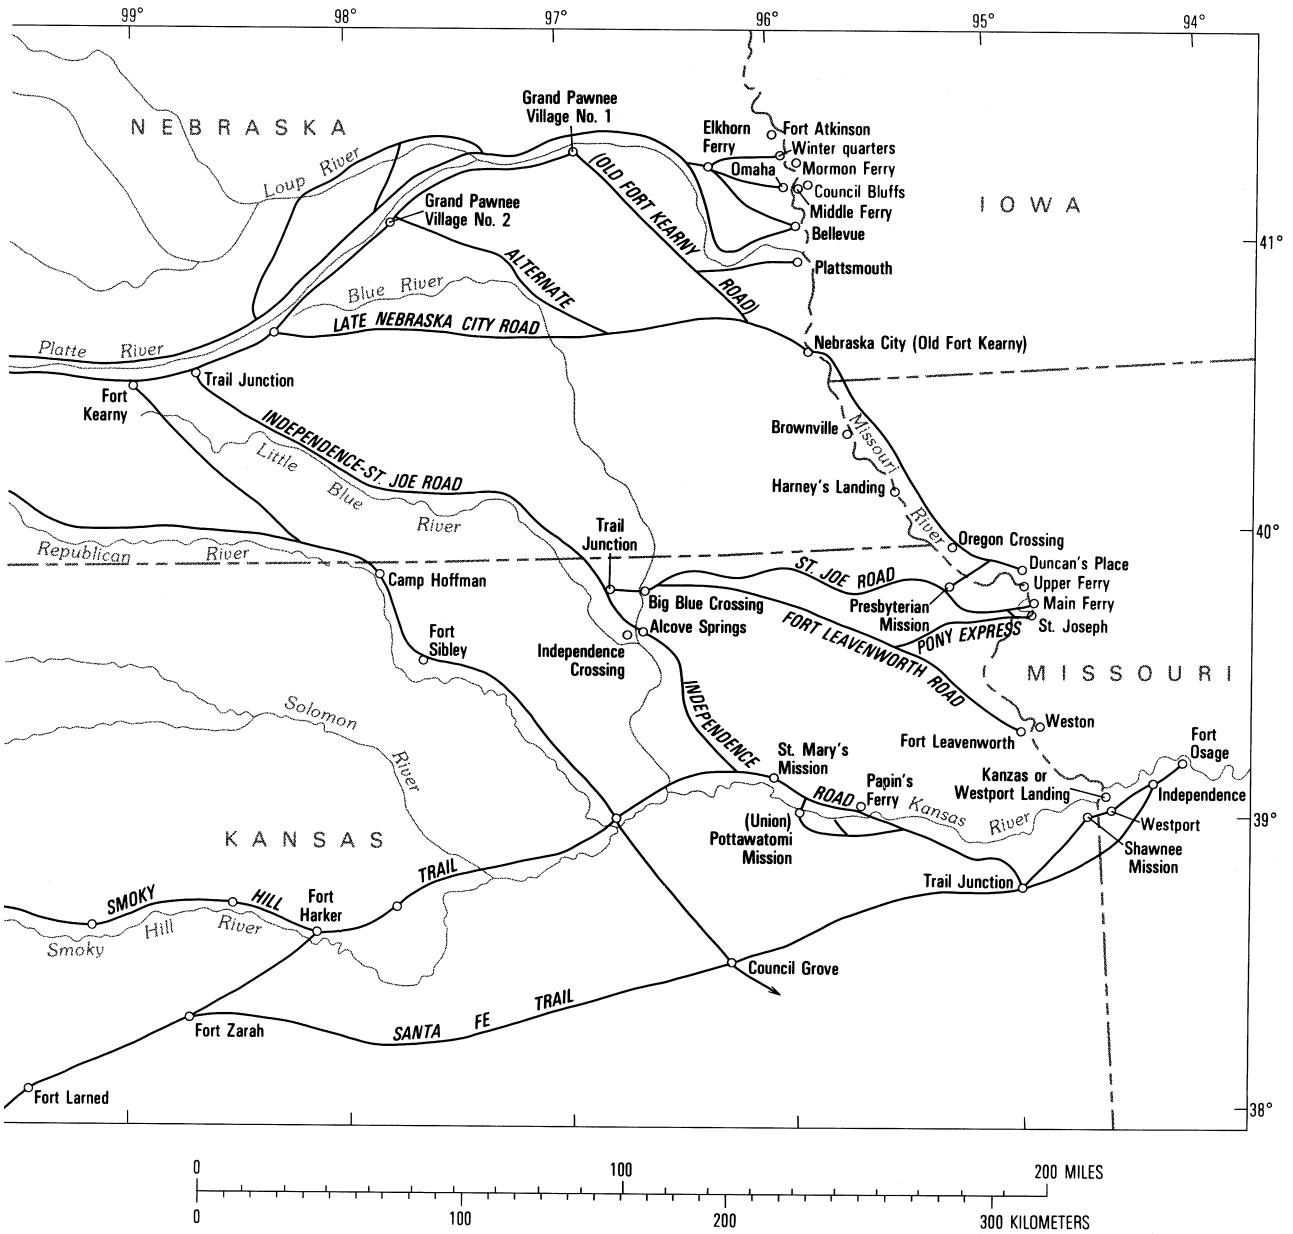 99°
98°
97°
96°
95°
94°
NEBRASKA
Grand Pawnee
Village No. 1
Elkhorn
Ferry
Fort Atkinson
Winter quarters
Omaha
Mormon Ferry
Council Bluffs
Middle Ferry
Bellevue
Plattsmouth
IOWA
Loup River
Grand Pawnee
Village No. 2
(OLD FORT KEARNY
ROAD)
ALTERNATE
41°
Blue River
LATE NEBRASKA CITY ROAD
Nebraska City (Old Fort Kearny)
Platte River
Trail Junction
Fort
Kearny
INDEPENDENCE-ST. JOE ROAD
Little
Blue
River
Brownville
Missouri
River
Harney's Landing
40°
Trail
Junction
Oregon Crossing
Duncan's Place
Upper Ferry
Main Ferry
St. Joseph
Republican River
Camp Hoffman
ST. JOE ROAD
Big Blue Crossing
Presbyterian
Mission
Alcove Springs
FORT LEAVENWORTH ROAD
PONY EXPRESS
Fort
Sibley
Independence
Crossing
MISSOURI
INDEPENDENCE
ROAD
Solomon
River
Weston
Fort Leavenworth
Fort
Osage
St. Mary's
Mission
Papin's
Ferry
Kanzas or
Westport Landing
Independence
Kansas River
(Union)
Pottawatomi
Mission
Westport
39°
Shawnee
Mission
KANSAS
SMOKY HILL TRAIL
Fort
Harker
Trail Junction
Smoky Hill River
Council Grove
SANTA FE TRAIL
Fort Zarah
Fort Larned
38°
0 100 200 MILES
0 100 200 300 KILOMETERS